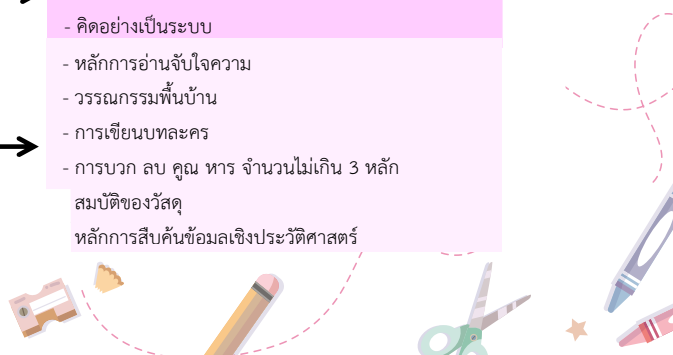 - คิดอย่างเป็นระบบ
- หลักการอ่านจับใจความ
- วรรณกรรมพื้นบ้าน
- การเขียนบทละคร
- การบวก ลบ คูณ หาร จำนวนไม่เกิน 3 หลัก
สมบัติของวัสดุ
หลักการสืบค้นข้อมลเชิงประวัติศาสตร์